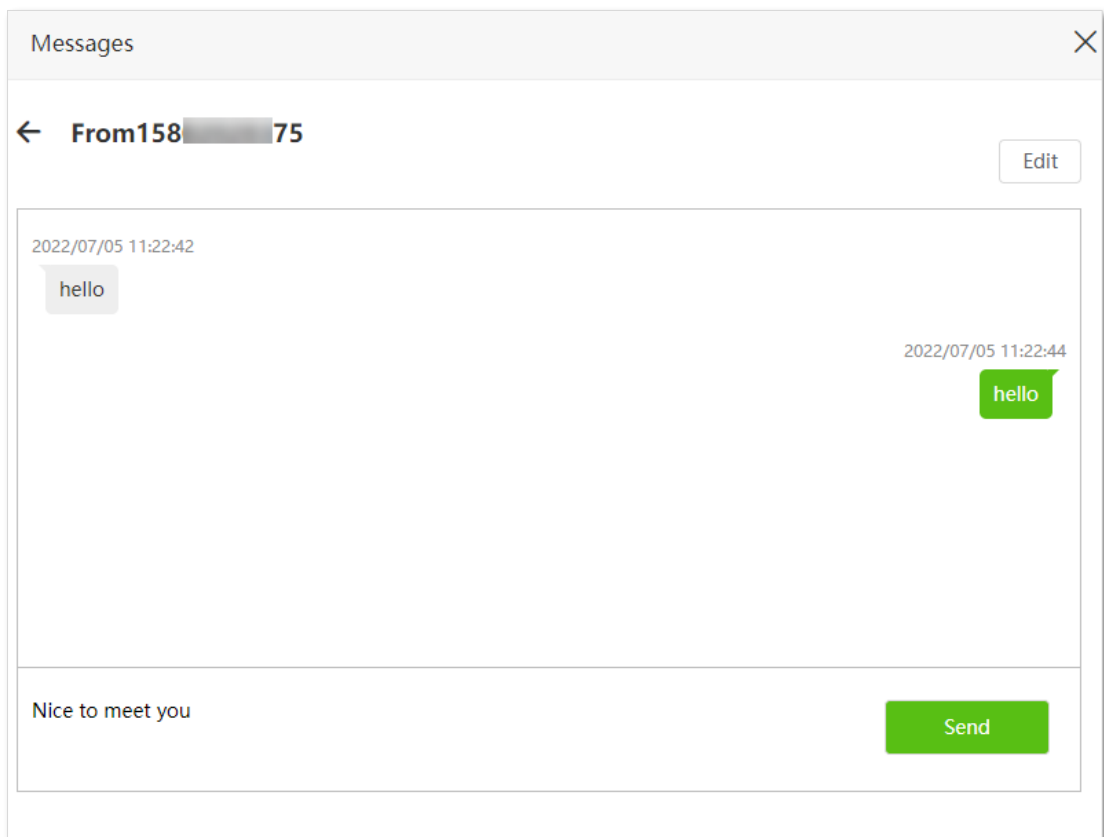 Messages
From158 75
Edit
2022/07/05 11:22:42
hello
2022/07/05 11:22:44
hello
Nice to meet you
Send